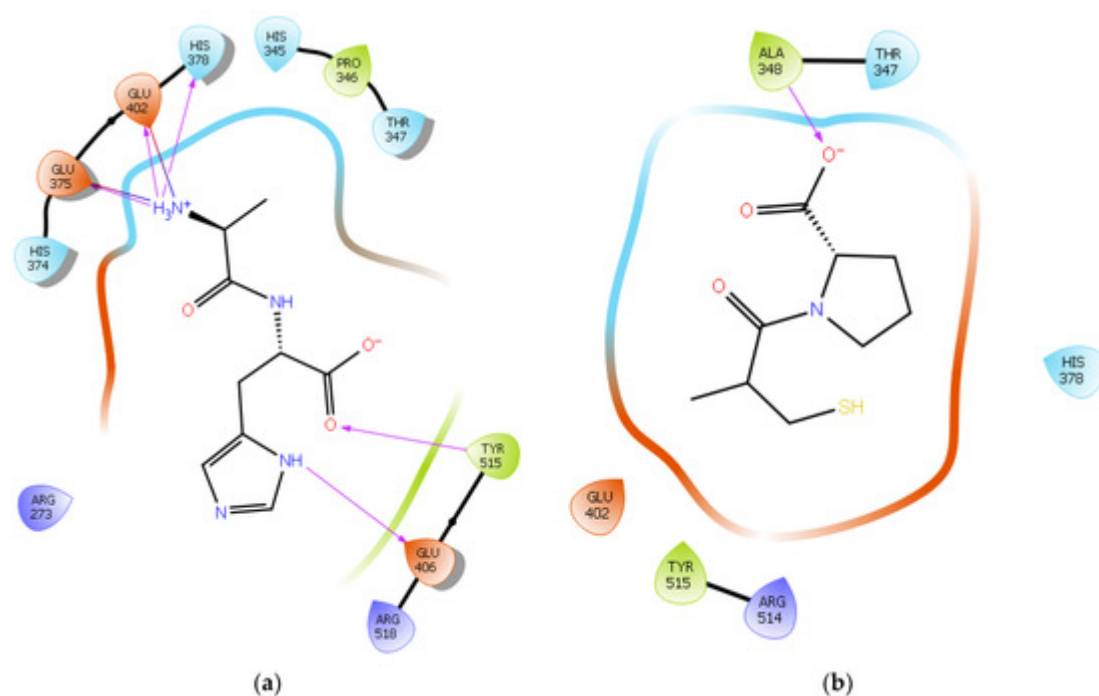 HIS
378
HIS
345
PRO
346
THR
347
GLU
402
GLU
375
HIS
374
H₃N⁺
O
NH
O⁻
O
NH
N
TYR
515
ARG
273
GLU
406
ARG
518
(a)
ALA
348
THR
347
O⁻
O
O
N
SH
HIS
378
GLU
402
TYR
515
ARG
514
(b)